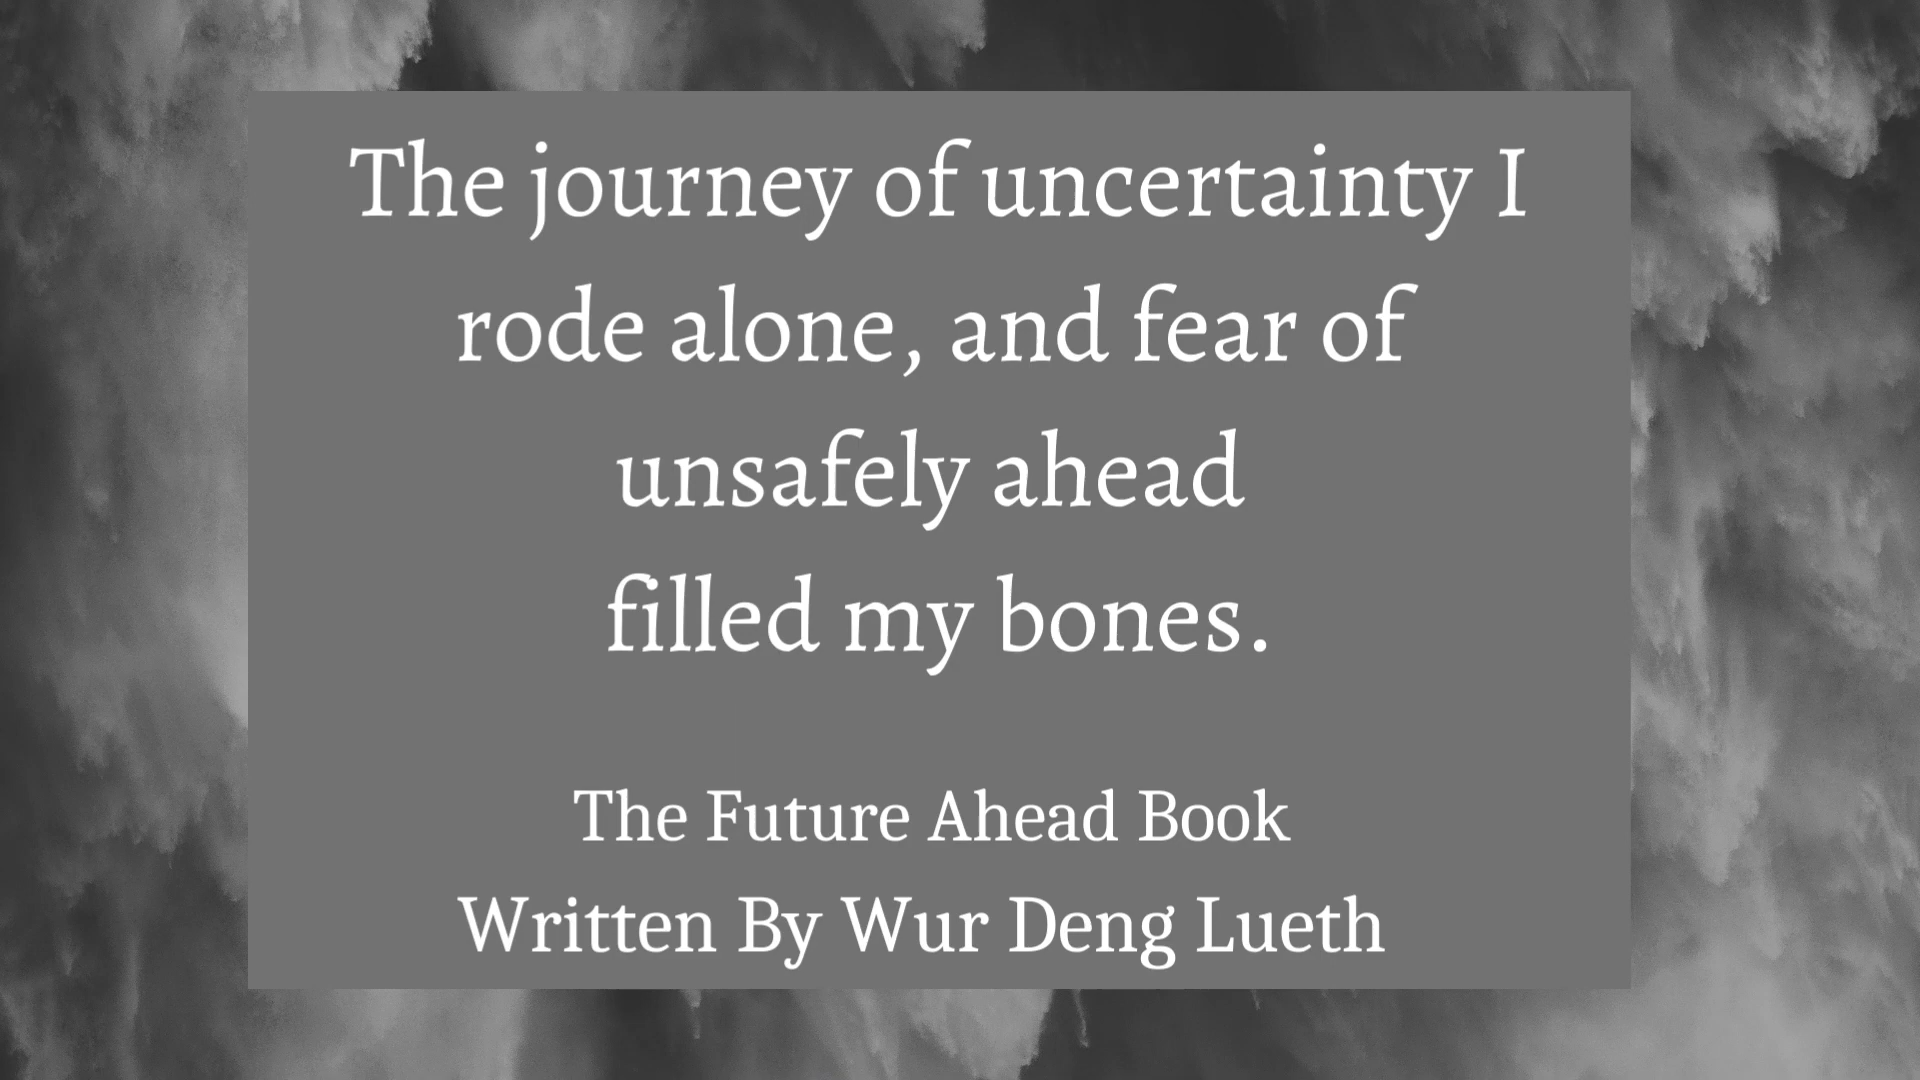 The journey of uncertainty I
rode alone, and fear of
unsafely ahead
filled my bones.
The Future Ahead Book
Written By Wur Deng Lueth